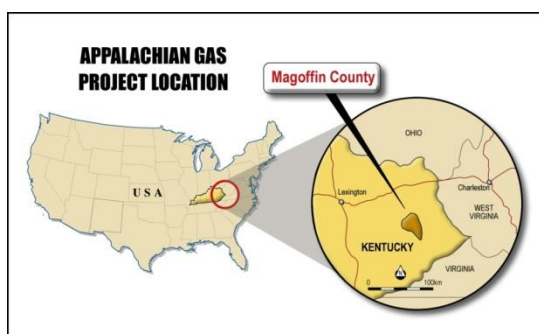 APPALACHIAN GAS
PROJECT LOCATION
Magoffin County
USA
OHIO
Lexington
Charleston
WEST
VIRGINIA
KENTUCKY
VIRGINIA
0
100km